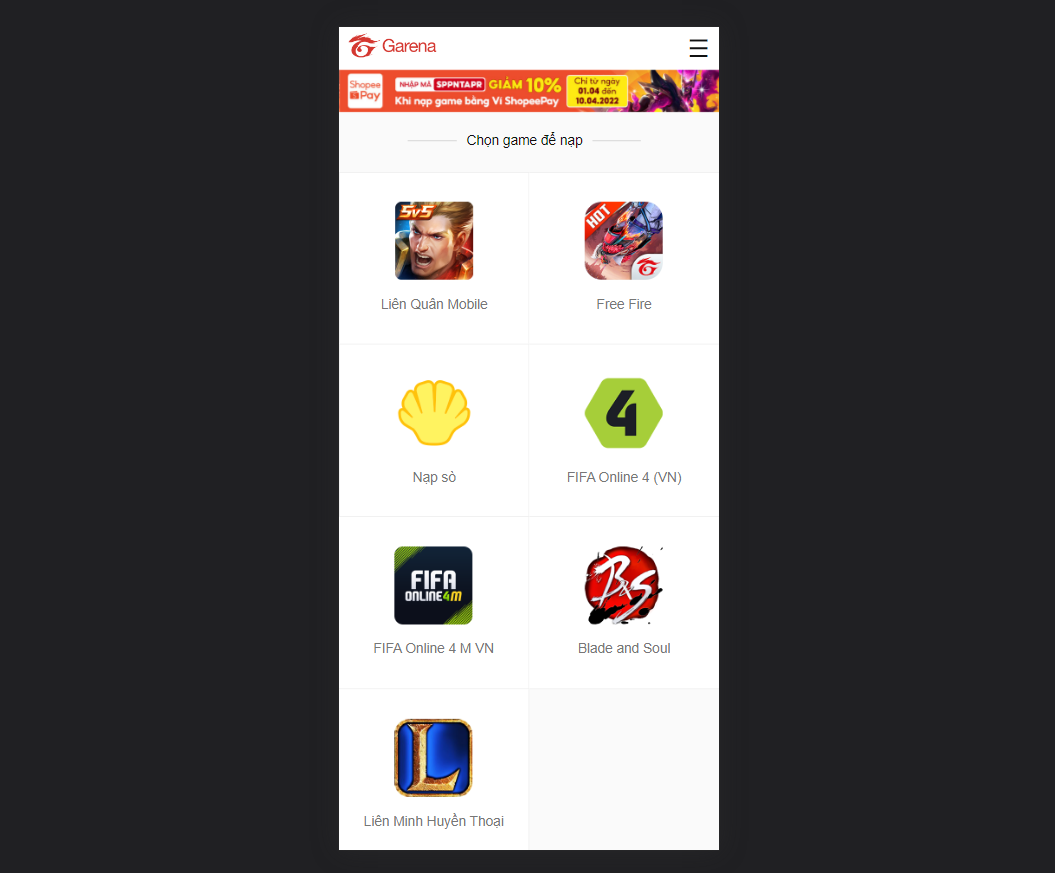 Garena
Shopee Pay NHẬP MÃ SPPNTAPR GIẢM 10% Chỉ từ ngày
Khi nạp game bằng Ví ShopeePay 01.04 đến
10.04.2022
Chọn game để nạp
5v5 HOT
Liên Quân Mobile Free Fire
4
Nạp sò FIFA Online 4 (VN)
FIFA ONLINE4M B&S
FIFA Online 4 M VN Blade and Soul
L
Liên Minh Huyền Thoại